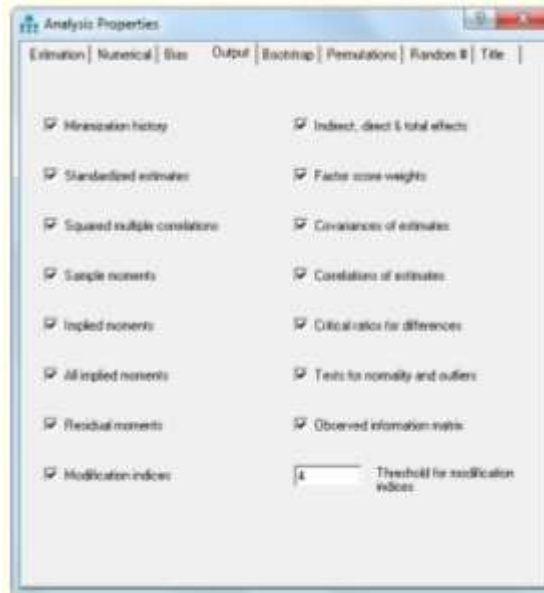 Analysis Properties
Estimation Numerical Bias Output Bootstrap Permutations Random # Title
Minimization history
Indirect, direct & total effects
Standardized estimates
Factor score weights
Squared multiple correlations
Covariances of estimates
Sample moments
Correlations of estimates
Implied moments
Critical ratios for differences
All implied moments
Tests for normality and outliers
Residual moments
Observed information matrix
Modification indices
4
Threshold for modification
indices